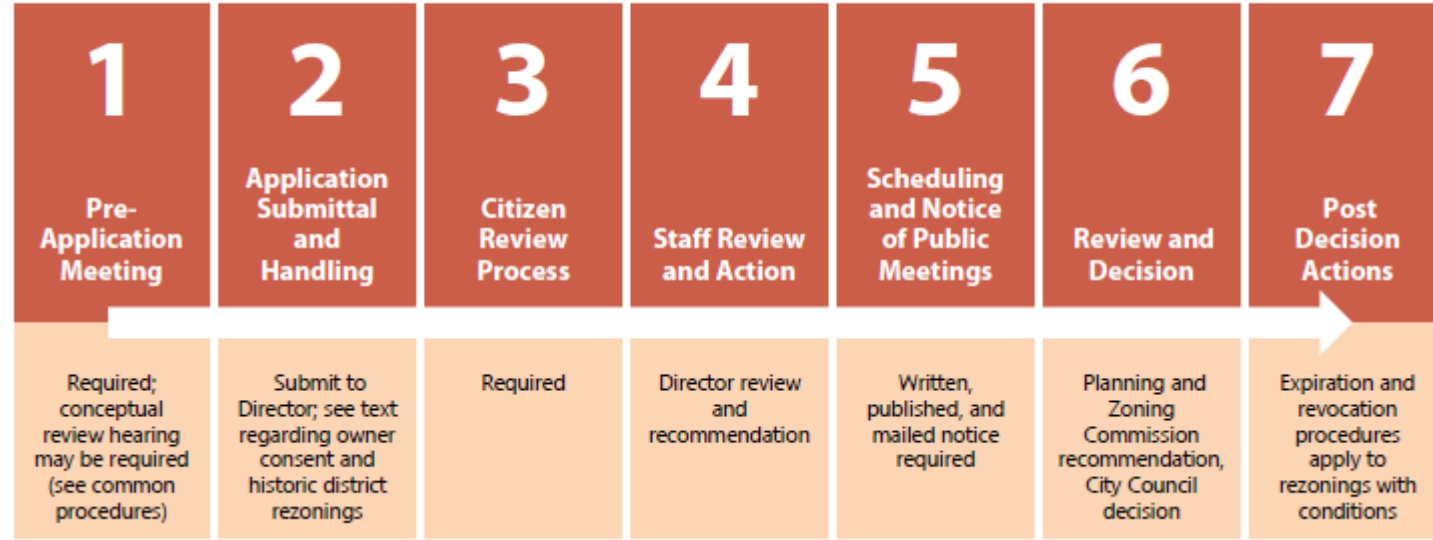 1
Pre-
Application
Meeting
Required;
conceptual
review hearing
may be required
(see common
procedures)
2
Application
Submittal
and
Handling
Submit to
Director; see text
regarding owner
consent and
historic district
rezonings
3
Citizen
Review
Process
Required
4
Staff Review
and Action
Director review
and
recommendation
5
Scheduling
and Notice
of Public
Meetings
Written,
published, and
mailed notice
required
6
Review and
Decision
Planning and
Zoning
Commission
recommendation,
City Council
decision
7
Post
Decision
Actions
Expiration and
revocation
procedures
apply to
rezonings with
conditions